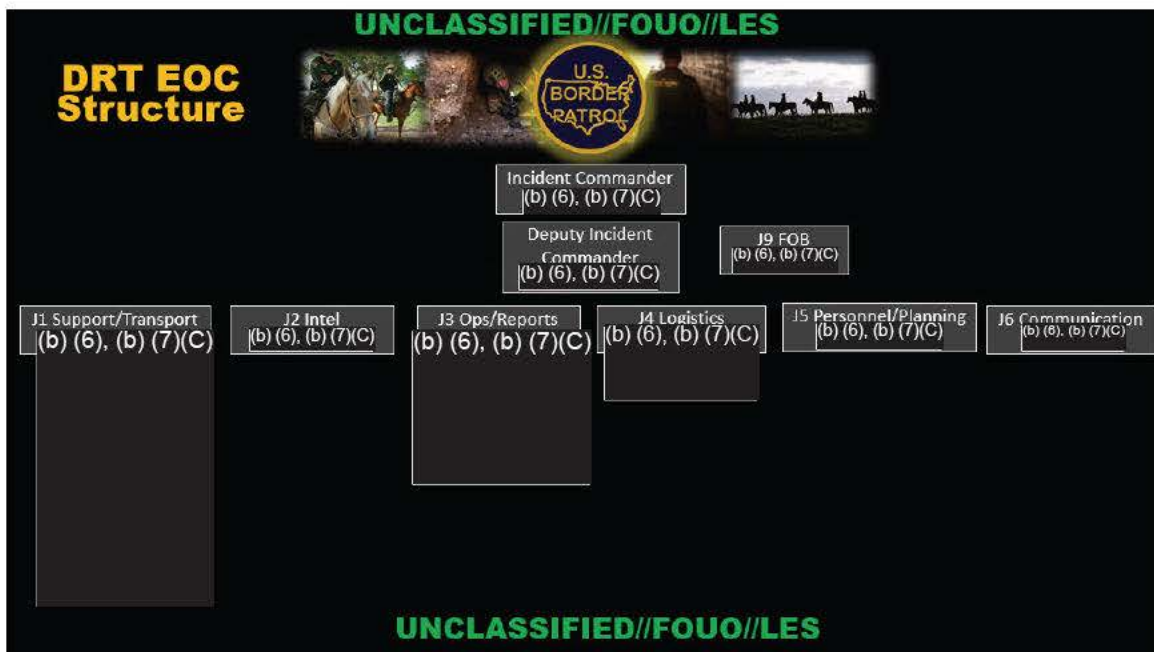 UNCLASSIFIED//FOUO//LES
DRT EOC
Structure
U.S.
BORDER
PATROL
Incident Commander
(b) (6), (b) (7)(C)
Deputy Incident
Commander
(b) (6), (b) (7)(C)
J9 FOB
(b) (6), (b) (7)(C)
J1 Support/Transport
(b) (6), (b) (7)(C)
J2 Intel
(b) (6), (b) (7)(C)
J3 Ops/Reports
(b) (6), (b) (7)(C)
J4 Logistics
(b) (6), (b) (7)(C)
J5 Personnel/Planning
(b) (6), (b) (7)(C)
J6 Communication
(b) (6), (b) (7)(C)
UNCLASSIFIED//FOUO//LES